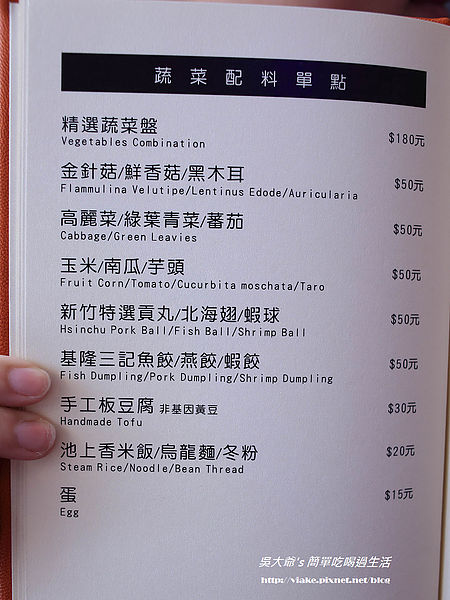 蔬菜配料單點
精選蔬菜盤 $180元
Vegetables Combination
金針菇/鮮香菇/黑木耳 $50元
Flammulina Velutipe/Lentinus Edode/Auricularia
高麗菜/綠葉青菜/蕃茄 $50元
Cabbage/Green Leavies
玉米/南瓜/芋頭 $50元
Fruit Corn/Tomato/Cucurbita moschata/Taro
新竹特選貢丸/北海翅/蝦球 $50元
Hsinchu Pork Ball/Fish Ball/Shrimp Ball
基隆三記魚餃/燕餃/蝦餃 $50元
Fish Dumpling/Pork Dumpling/Shrimp Dumpling
手工板豆腐 非基因黃豆 $30元
Handmade Tofu
池上香米飯/烏龍麵/冬粉 $20元
Steam Rice/Noodle/Bean Thread
蛋 $15元
Egg
吳大爺's 簡單吃喝過生活
http://viake.pixnet.net/blog